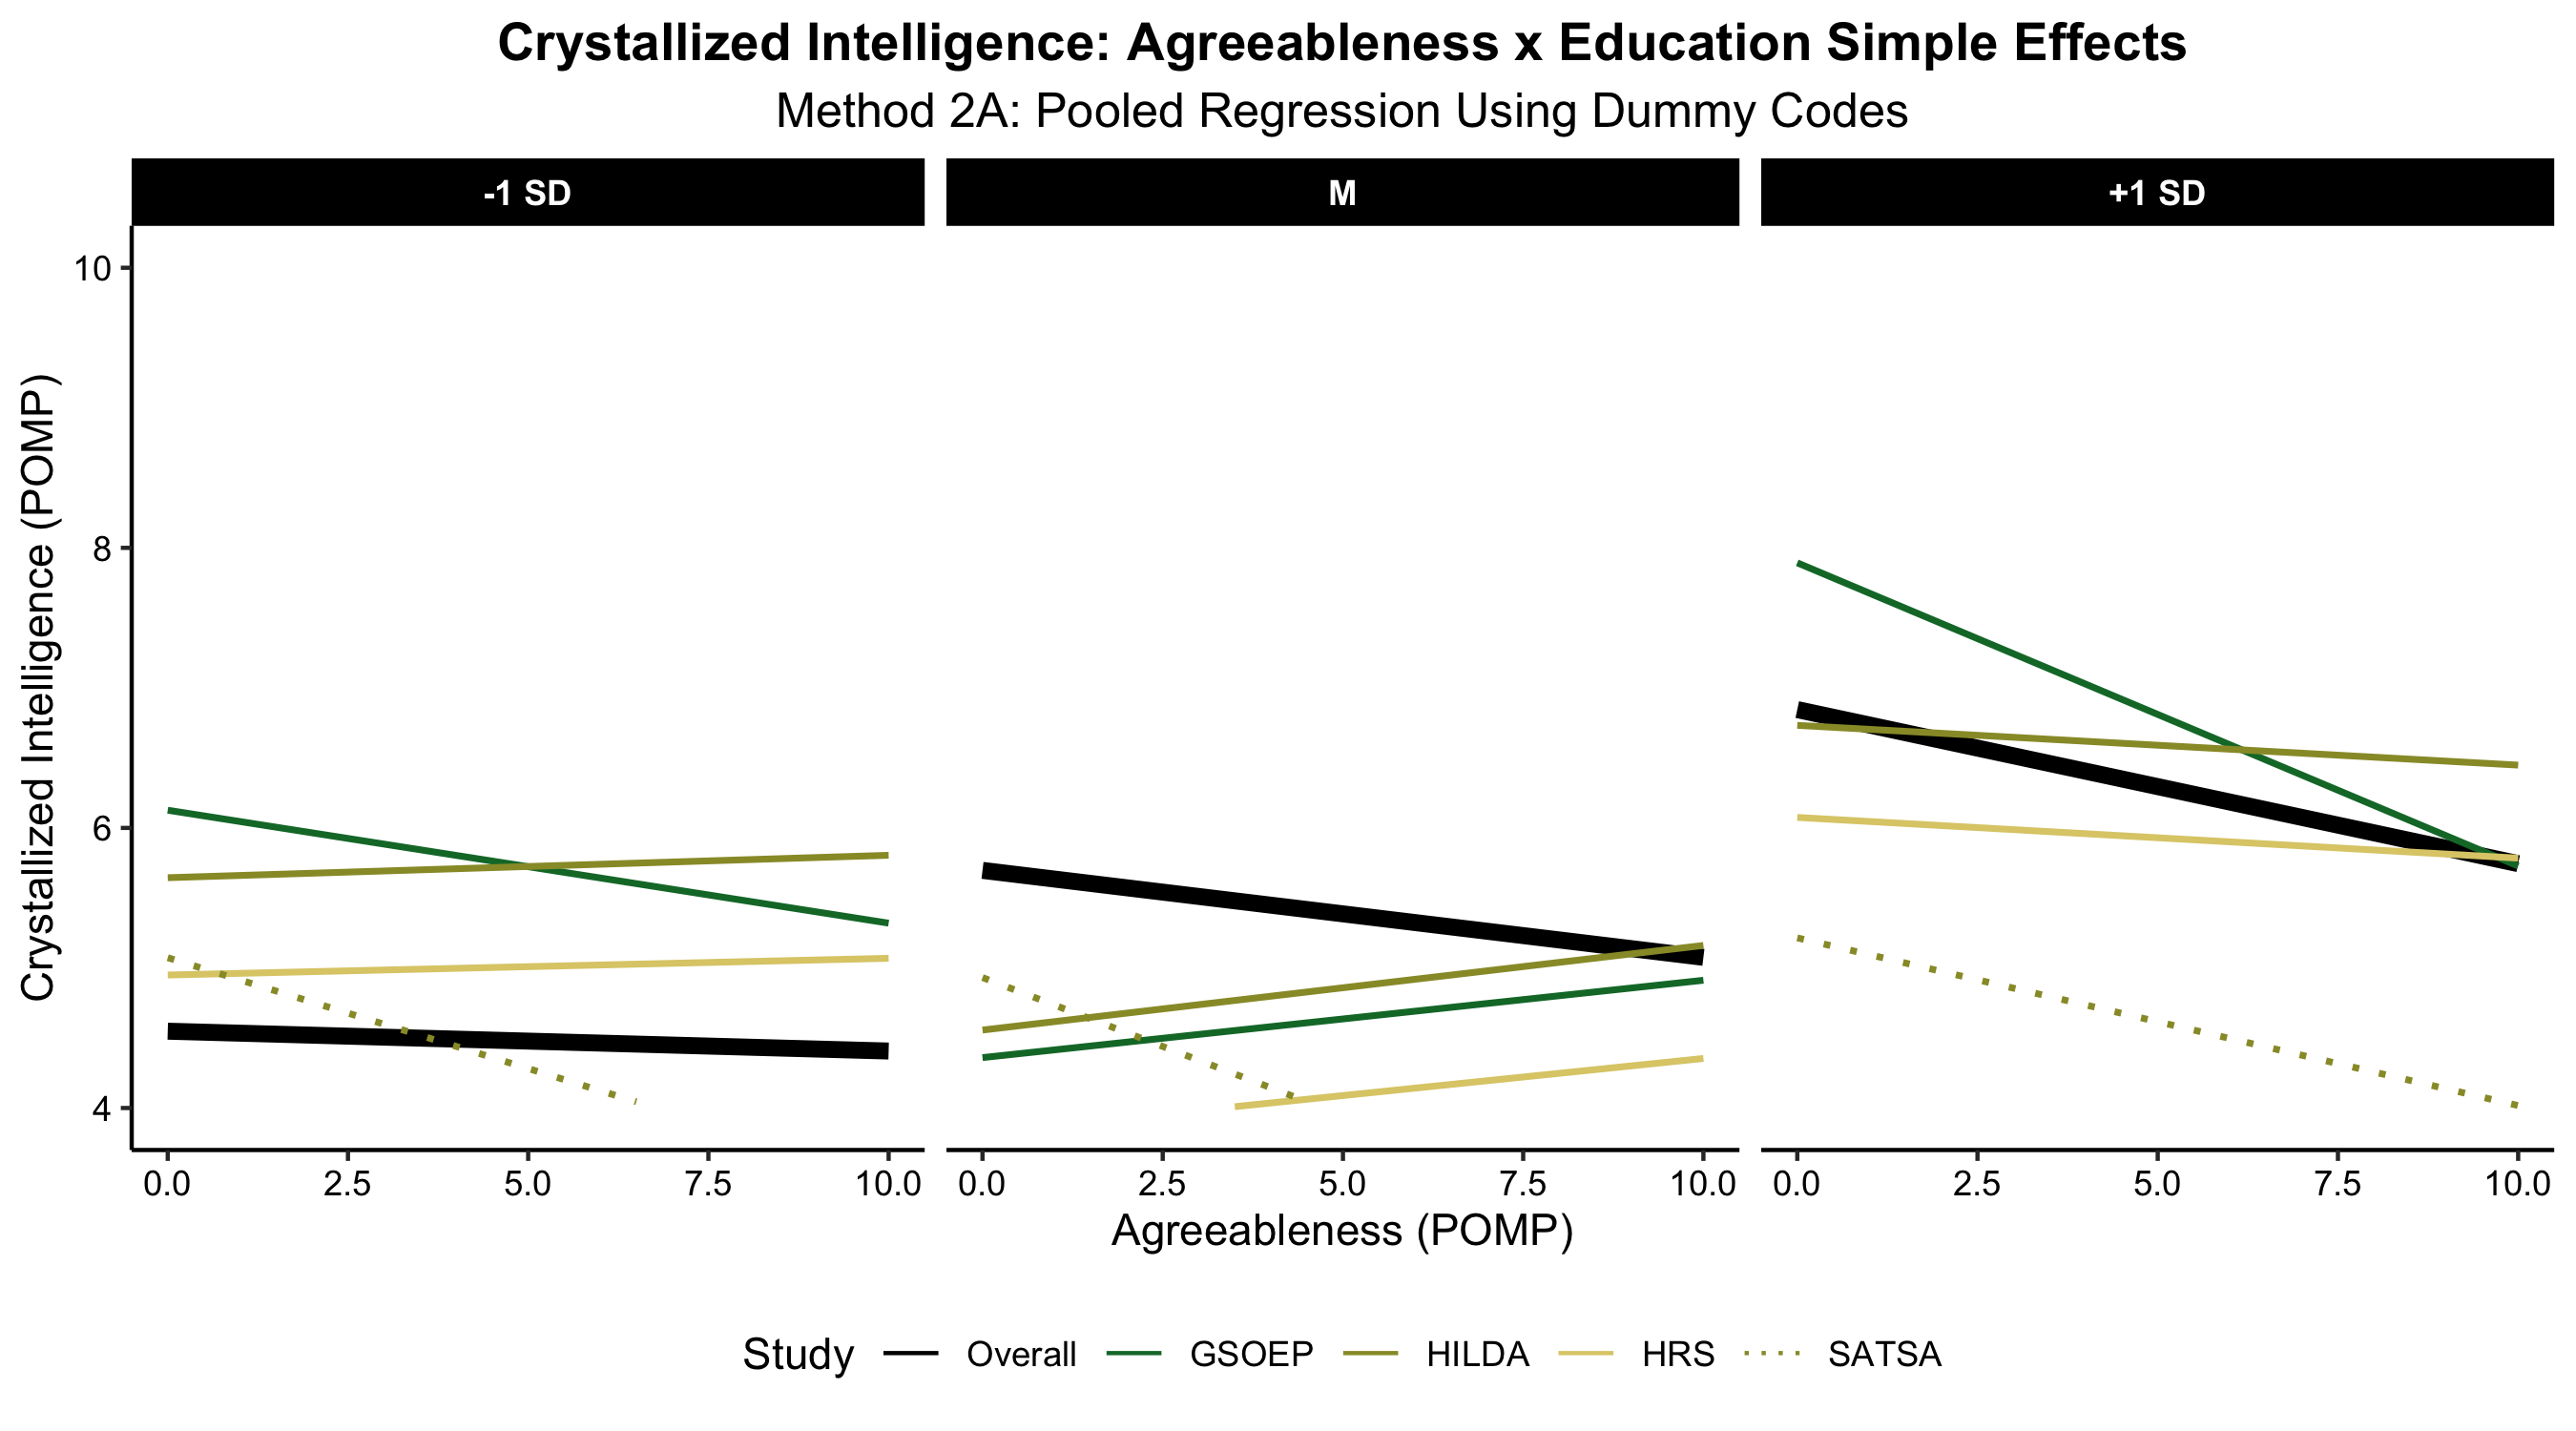 Crystallized Intelligence: Agreeableness x Education Simple Effects
Method 2A: Pooled Regression Using Dummy Codes
-1 SD
M
+1 SD
Crystallized Intelligence (POMP)
10
8
6
4
0.0 2.5 5.0 7.5 10.0
0.0 2.5 5.0 7.5 10.0
0.0 2.5 5.0 7.5 10.0
Agreeableness (POMP)
Study Overall GSOEP HILDA HRS SATSA